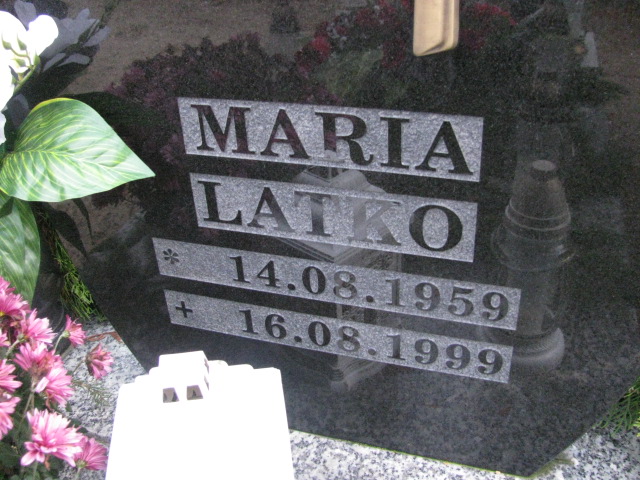 MARIA
LATKO
* 14.08.1959
+ 16.08.1999